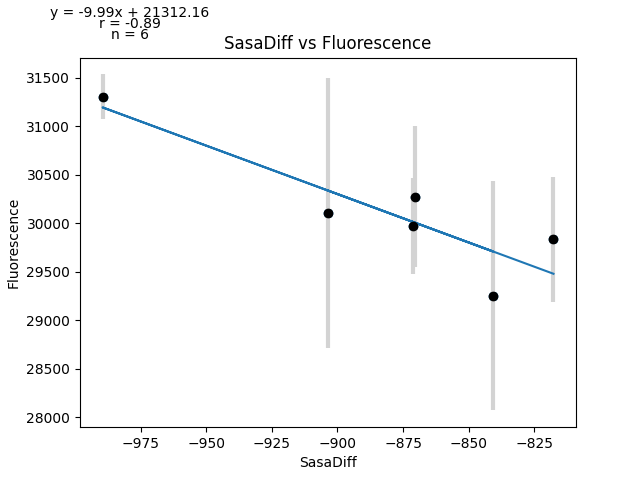 y = -9.99x + 21312.16
r = -0.89
n = 6
SasaDiff vs Fluorescence
31500
31000
30500
30000
29500
29000
28500
28000
Fluorescence
−975 −950 −925 −900 −875 −850 −825
SasaDiff